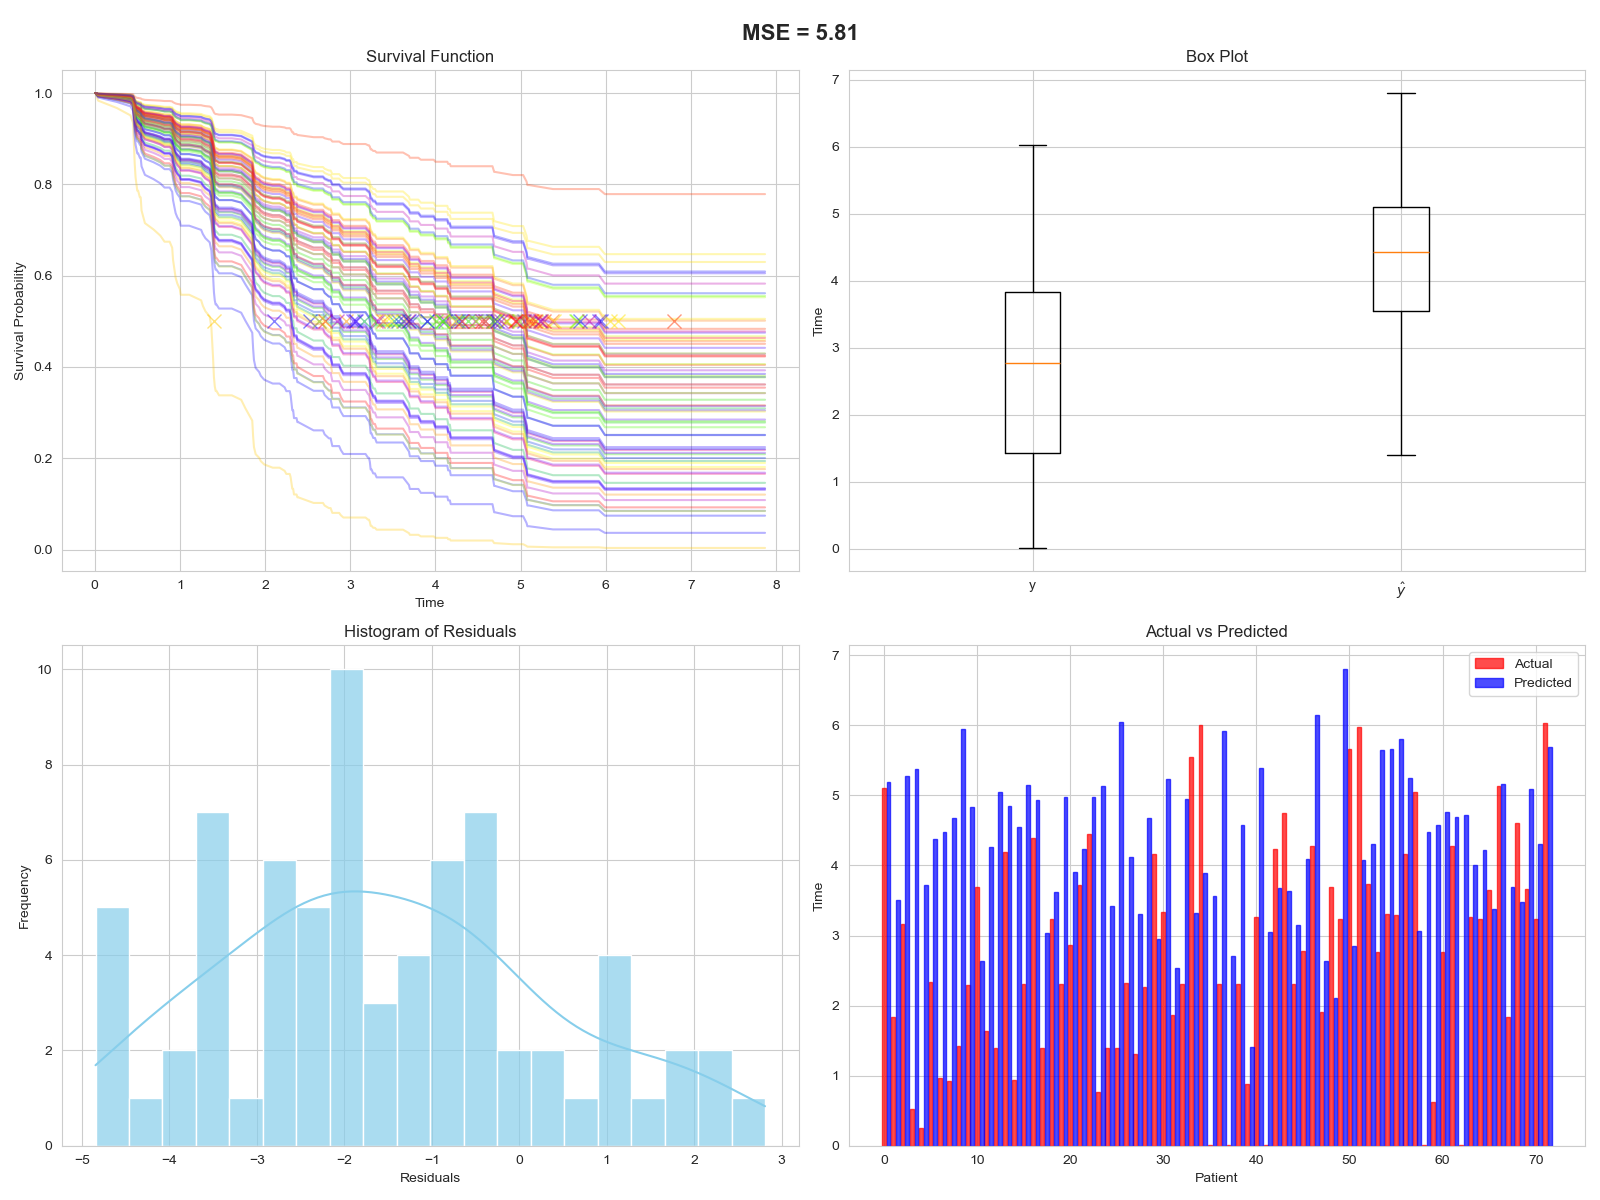 MSE = 5.81
Survival Function
1.0
0.8
0.6
0.4
0.2
0.0
Survival Probability
0 1 2 3 4 5 6 7 8
Time
Box Plot
7
6
5
4
3
2
1
0
Time
y ŷ
Histogram of Residuals
10
8
6
4
2
0
Frequency
−5 −4 −3 −2 −1 0 1 2 3
Residuals
Actual vs Predicted
Actual
Predicted
7
6
5
4
3
2
1
0
Time
0 10 20 30 40 50 60 70
Patient